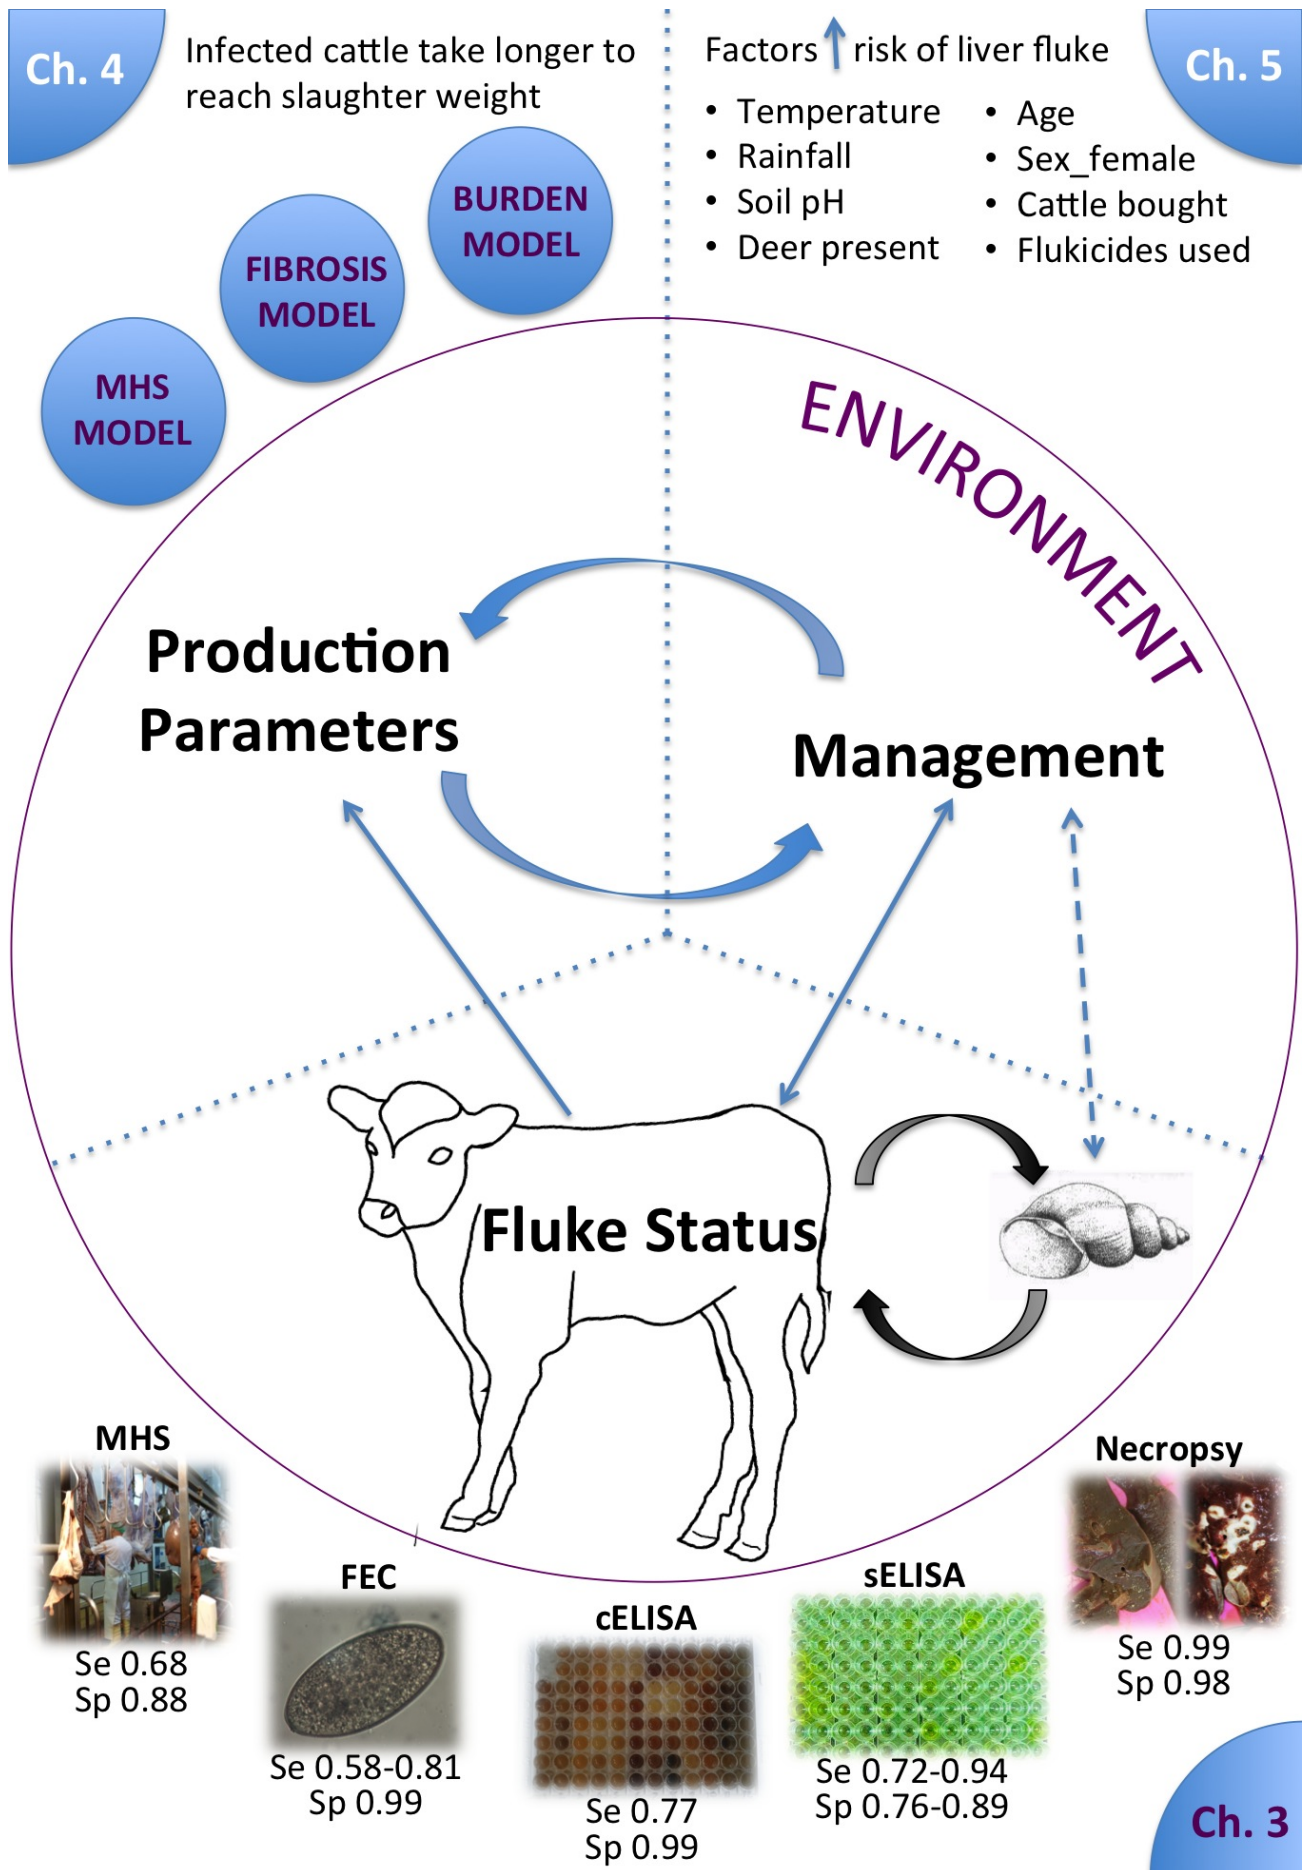 Ch. 4
Infected cattle take longer to
reach slaughter weight
Factors ↑ risk of liver fluke
• Temperature
• Rainfall
• Soil pH
• Deer present
• Age
• Sex_female
• Cattle bought
• Flukicides used
Ch. 5
BURDEN
MODEL
FIBROSIS
MODEL
MHS
MODEL
ENVIRONMENT
Production
Parameters
Management
Fluke Status
MHS
Se 0.68
Sp 0.88
FEC
Se 0.58-0.81
Sp 0.99
cELISA
Se 0.77
Sp 0.99
sELISA
Se 0.72-0.94
Sp 0.76-0.89
Necropsy
Se 0.99
Sp 0.98
Ch. 3